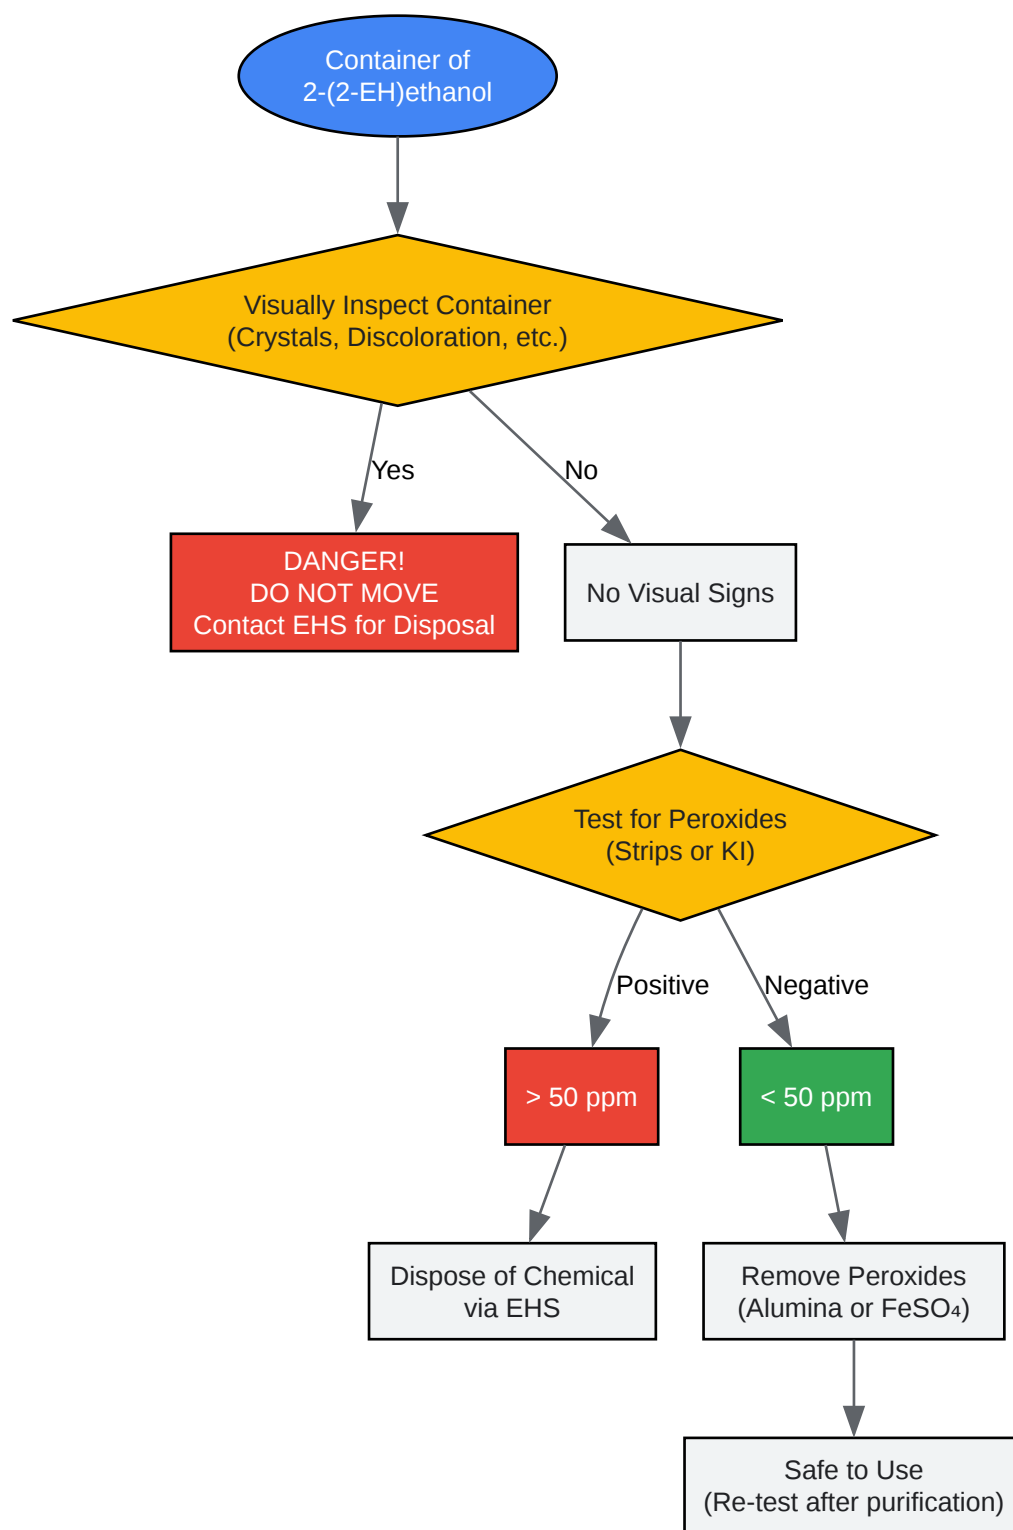 Container of
2-(2-EH)ethanol
Visually Inspect Container
(Crystals, Discoloration, etc.)
Yes
No
DANGER!
DO NOT MOVE
Contact EHS for Disposal
No Visual Signs
Test for Peroxides
(Strips or KI)
Positive
Negative
> 50 ppm
< 50 ppm
Dispose of Chemical
via EHS
Remove Peroxides
(Alumina or FeSO₄)
Safe to Use
(Re-test after purification)